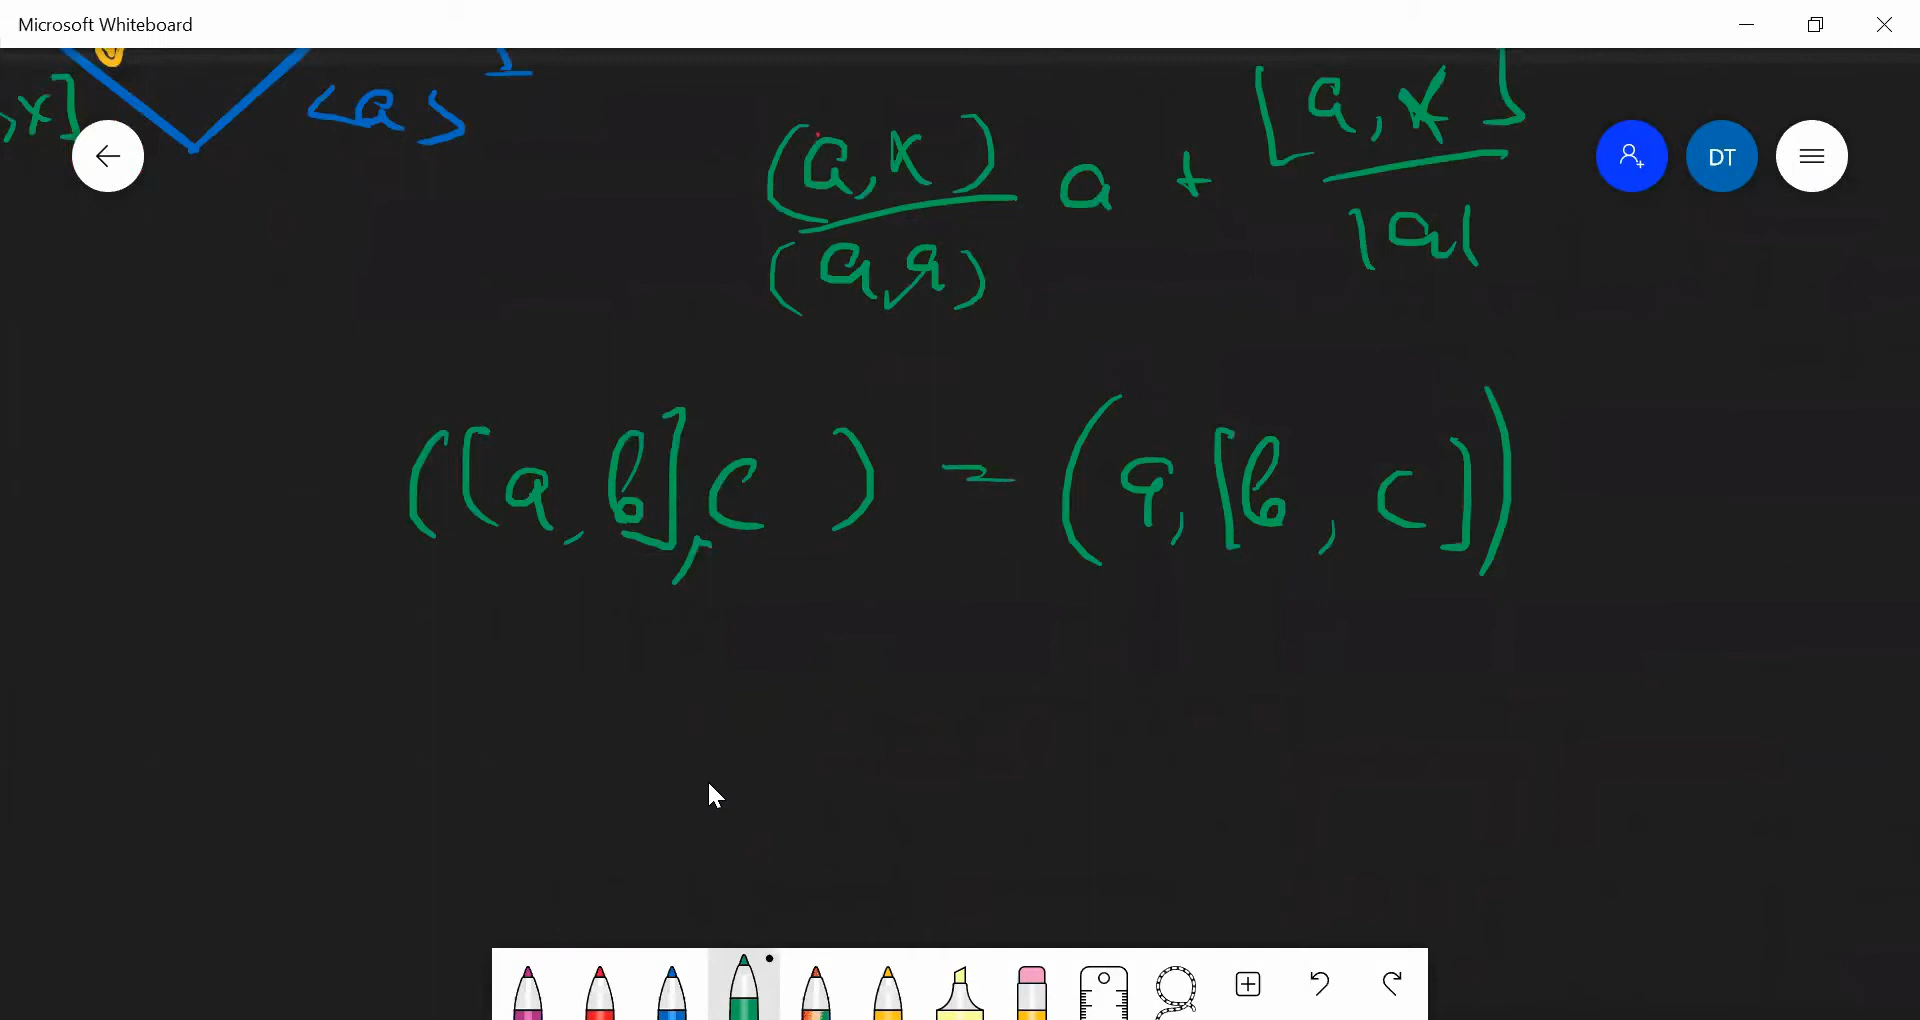 Microsoft Whiteboard
,x]
<a>⊥
(a,x)
(a,a)
a +
[a,x]
|a|
DT
([a,b],c) = (a,[b,c])